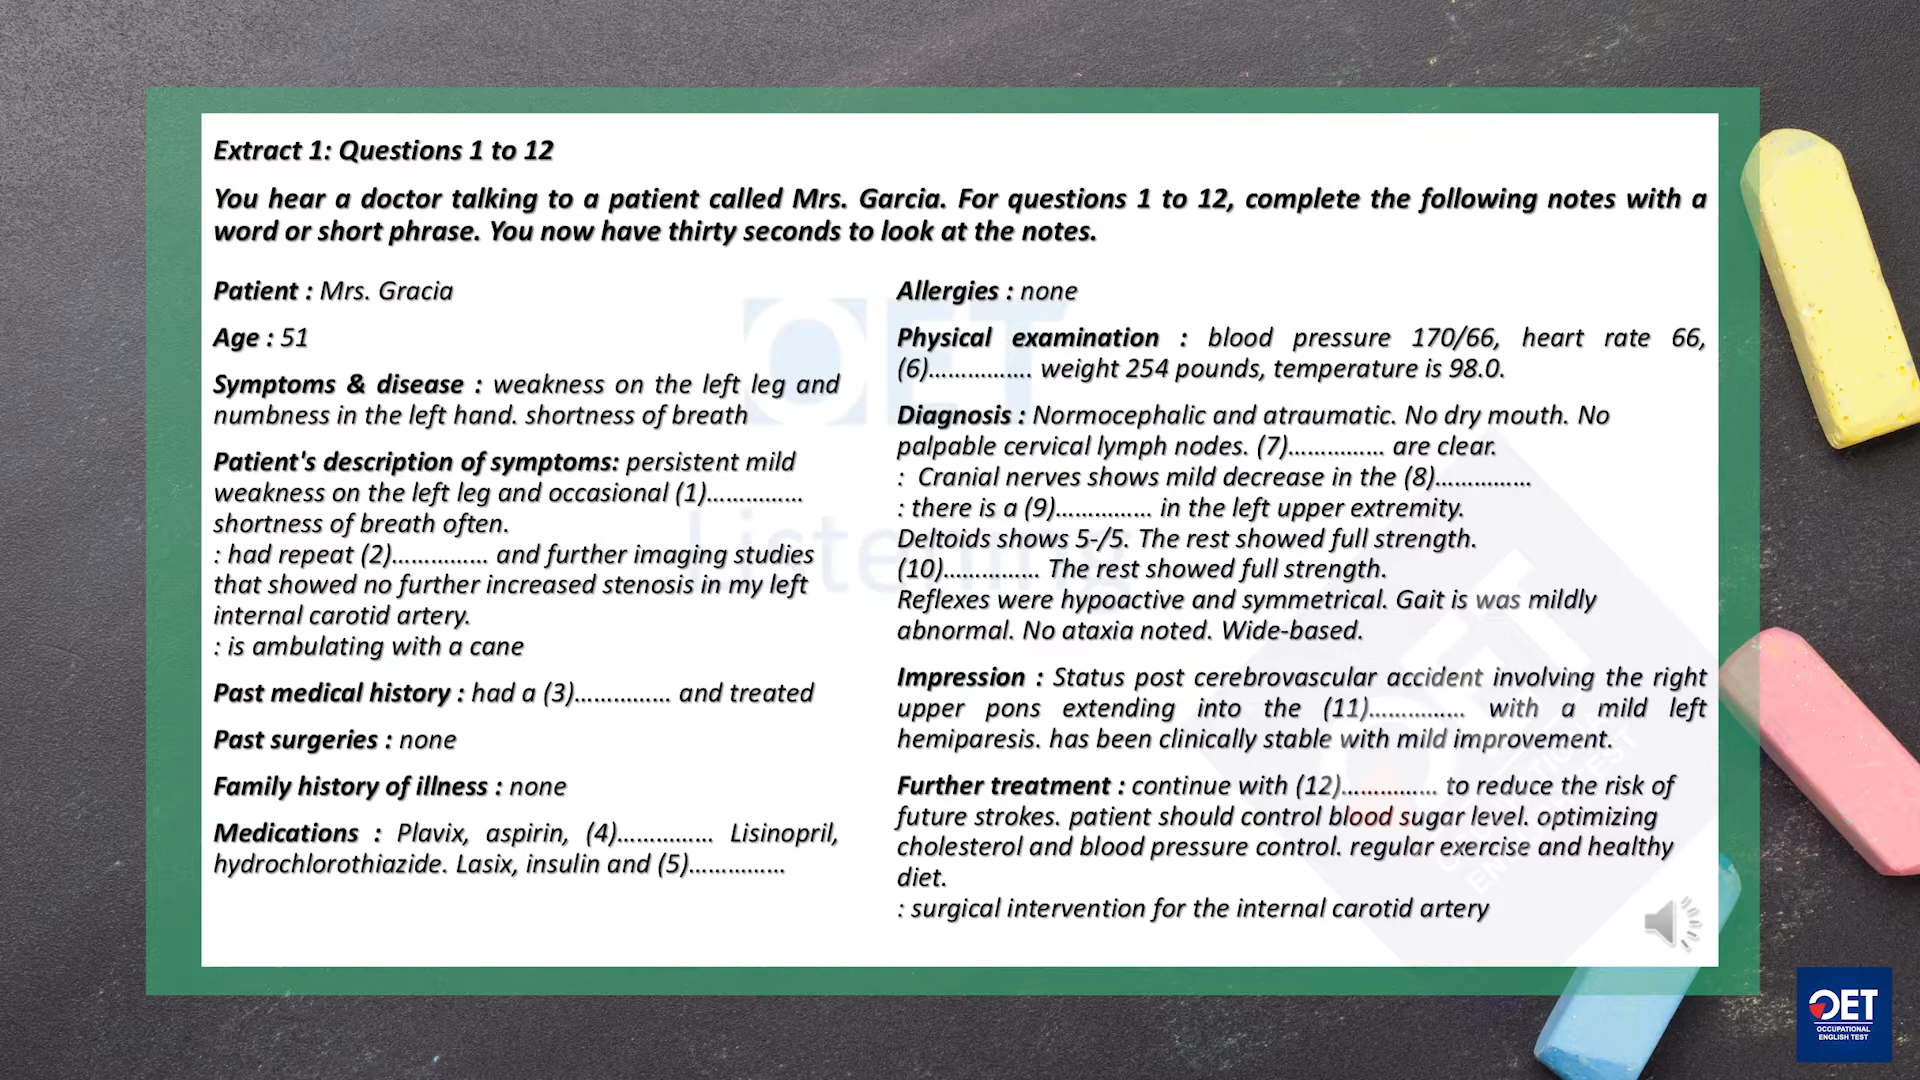 Extract 1: Questions 1 to 12
You hear a doctor talking to a patient called Mrs. Garcia. For questions 1 to 12, complete the following notes with a
word or short phrase. You now have thirty seconds to look at the notes.
Patient : Mrs. Gracia
Age : 51
Symptoms & disease : weakness on the left leg and
numbness in the left hand. shortness of breath
Patient's description of symptoms: persistent mild
weakness on the left leg and occasional (1)……………
shortness of breath often.
: had repeat (2)…………… and further imaging studies
that showed no further increased stenosis in my left
internal carotid artery.
: is ambulating with a cane
Past medical history : had a (3)…………… and treated
Past surgeries : none
Family history of illness : none
Medications : Plavix, aspirin, (4)…………… Lisinopril,
hydrochlorothiazide. Lasix, insulin and (5)……………
Allergies : none
Physical examination : blood pressure 170/66, heart rate 66,
(6)……………. weight 254 pounds, temperature is 98.0.
Diagnosis : Normocephalic and atraumatic. No dry mouth. No
palpable cervical lymph nodes. (7)…………… are clear.
: Cranial nerves shows mild decrease in the (8)……………
: there is a (9)…………… in the left upper extremity.
Deltoids shows 5-/5. The rest showed full strength.
(10)…………… The rest showed full strength.
Reflexes were hypoactive and symmetrical. Gait is was mildly
abnormal. No ataxia noted. Wide-based.
Impression : Status post cerebrovascular accident involving the right
upper pons extending into the (11)…………… with a mild left
hemiparesis. has been clinically stable with mild improvement.
Further treatment : continue with (12)…………… to reduce the risk of
future strokes. patient should control blood sugar level. optimizing
cholesterol and blood pressure control. regular exercise and healthy
diet.
: surgical intervention for the internal carotid artery
OET
Listening
OET
OCCUPATIONAL
ENGLISH TEST